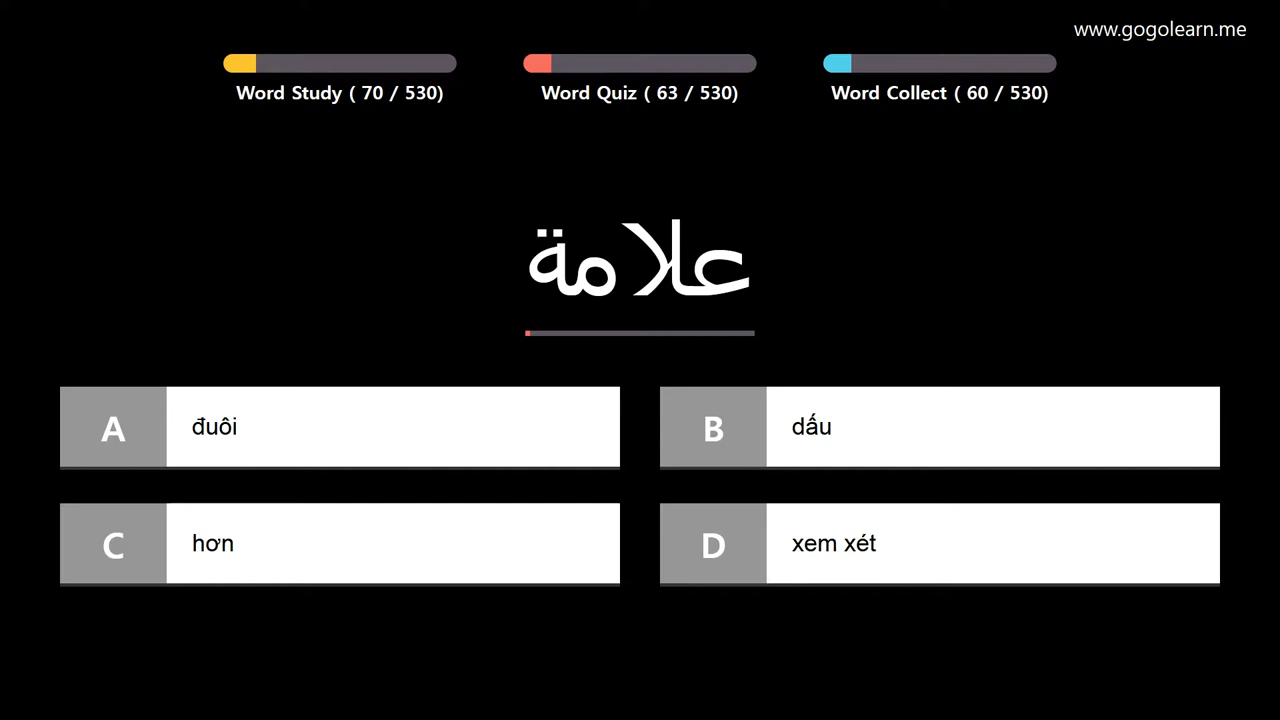 www.gogolearn.me
Word Study ( 70 / 530)
Word Quiz ( 63 / 530)
Word Collect ( 60 / 530)
علامة
A đuôi
B dấu
C hơn
D xem xét